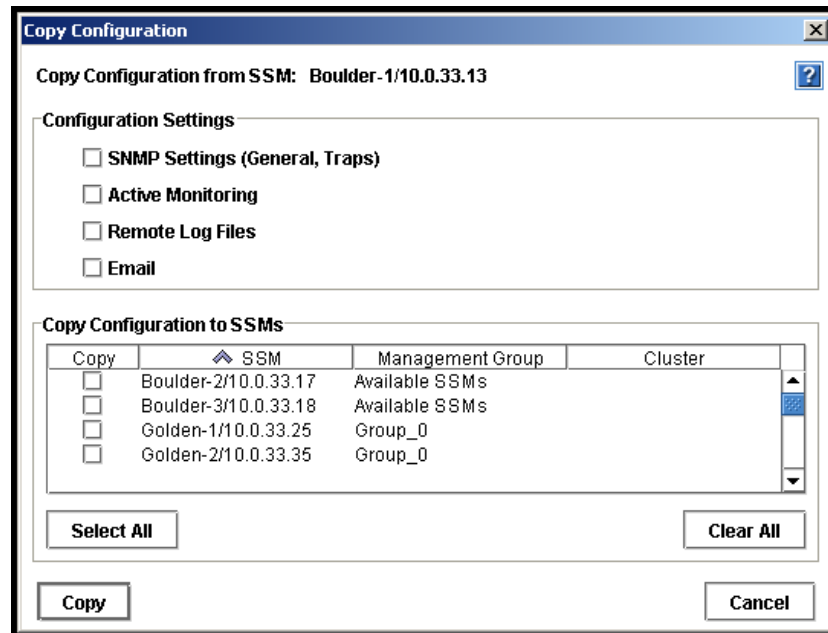 Copy Configuration
Copy Configuration from SSM: Boulder-1/10.0.33.13
?
Configuration Settings
SNMP Settings (General, Traps)
Active Monitoring
Remote Log Files
Email
Copy Configuration to SSMs
Copy SSM Management Group Cluster
Boulder-2/10.0.33.17 Available SSMs
Boulder-3/10.0.33.18 Available SSMs
Golden-1/10.0.33.25 Group_0
Golden-2/10.0.33.35 Group_0
Select All Clear All
Copy Cancel